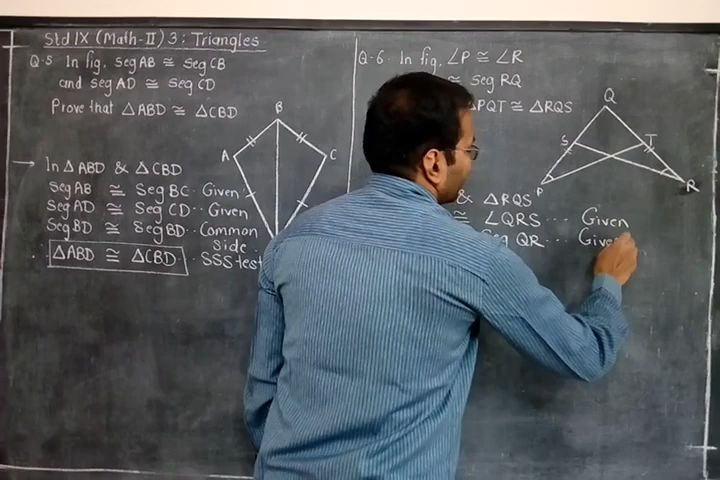 Std IX (Math-II) 3: Triangles
Q-5 In fig. seg AB ≅ seg CB
and seg AD ≅ seg CD
Prove that △ABD ≅ △CBD
B
A
C
→ In △ABD & △CBD
Seg AB ≅ Seg BC ·· Given
Seg AD ≅ Seg CD ·· Given
Seg BD ≅ Seg BD ·· Common
side
△ABD ≅ △CBD ·· SSS test
Q-6. In fig. ∠P ≅ ∠R
≅ seg RQ
PQT ≅ △RQS
Q
S
T
P
R
& △RQS
≅ ∠QRS ··· Given
Seg QR ··· Give